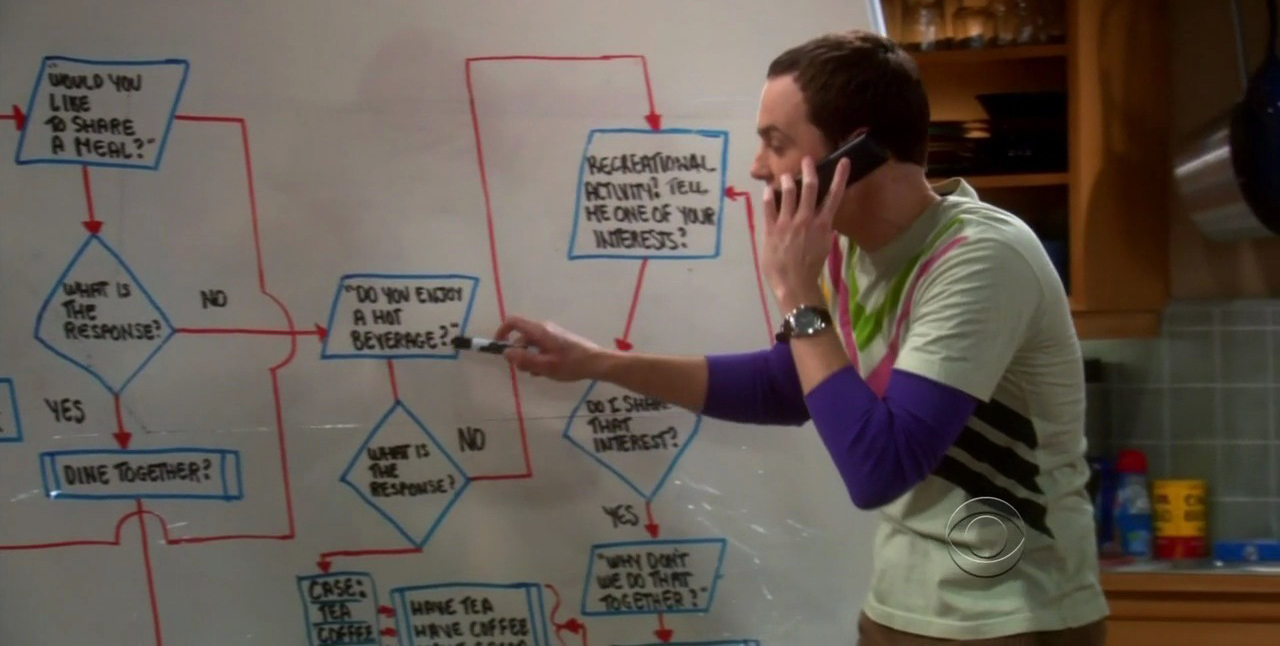 "WOULD YOU
LIKE
TO SHARE
A MEAL?"
WHAT IS
THE
RESPONSE?
NO
YES
DINE TOGETHER?
"DO YOU ENJOY
A HOT
BEVERAGE?"
WHAT IS
THE
RESPONSE?
NO
CASE:
TEA
COFFEE
HAVE TEA
HAVE COFFEE
RECREATIONAL
ACTIVITY! TELL
ME ONE OF YOUR
INTERESTS?
DO I
THAT
INTEREST?
YES
"WHY DON'T
WE DO THAT
TOGETHER?"